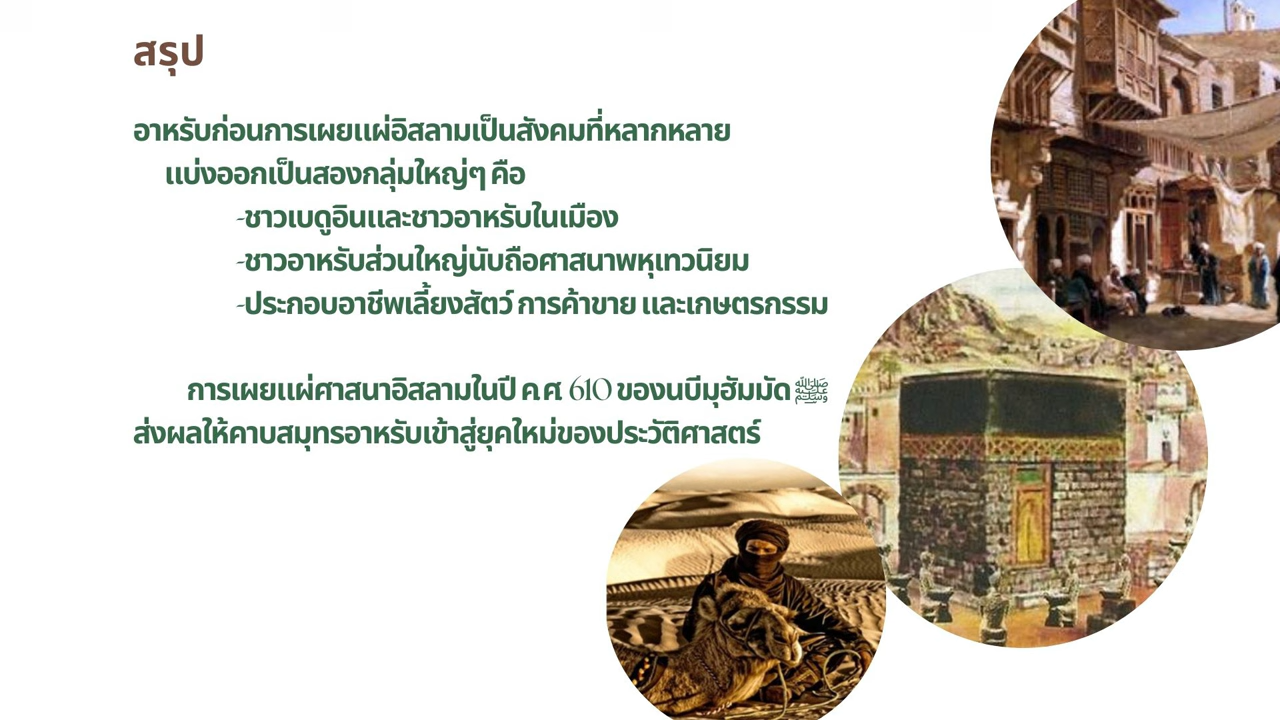 สรุป
อาหรับก่อนการเผยแผ่อิสลามเป็นสังคมที่หลากหลาย
แบ่งออกเป็นสองกลุ่มใหญ่ๆ คือ
-ชาวเบดูอินและชาวอาหรับในเมือง
-ชาวอาหรับส่วนใหญ่นับถือศาสนาพหุเทวนิยม
-ประกอบอาชีพเลี้ยงสัตว์ การค้าขาย และเกษตรกรรม
การเผยแผ่ศาสนาอิสลามในปี ค.ศ. 610 ของนบีมุฮัมมัดﷺ
ส่งผลให้คาบสมุทรอาหรับเข้าสู่ยุคใหม่ของประวัติศาสตร์